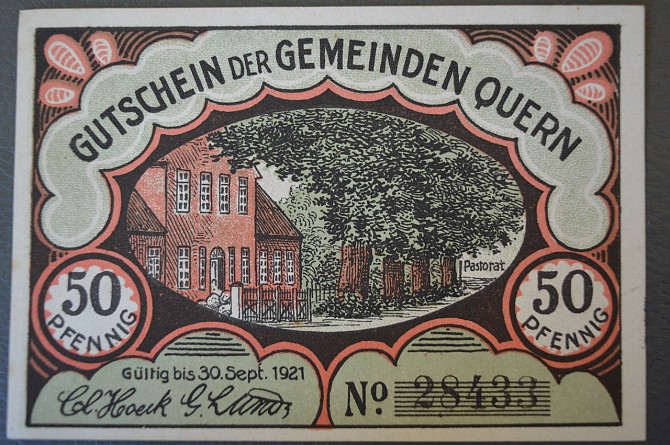 GUTSCHEIN DER GEMEINDEN QUERN
Pastorat
50 PFENNIG
50 PFENNIG
Gültig bis 30. Sept. 1921
No 28433